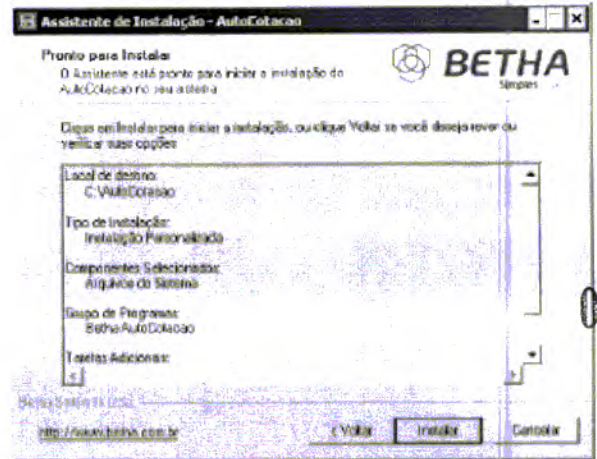 Assistente de Instalação - AutoCotacao
Pronto para Instalar
O Assistente está pronto para iniciar a instalação do
AutoCotacao no seu sistema
BETHA
Simples
Clique em Instalar para iniciar a instalação, ou clique Voltar se você deseja rever ou
verificar suas opções
Local de destino:
C:\AutoCotacao
Tipo de Instalação:
Instalação Personalizada
Componentes Selecionados:
Arquivos do Sistema
Grupo de Programas:
Betha AutoCotacao
Tarefas Adicionais:
http://www.betha.com.br
< Voltar
Instalar
Cancelar